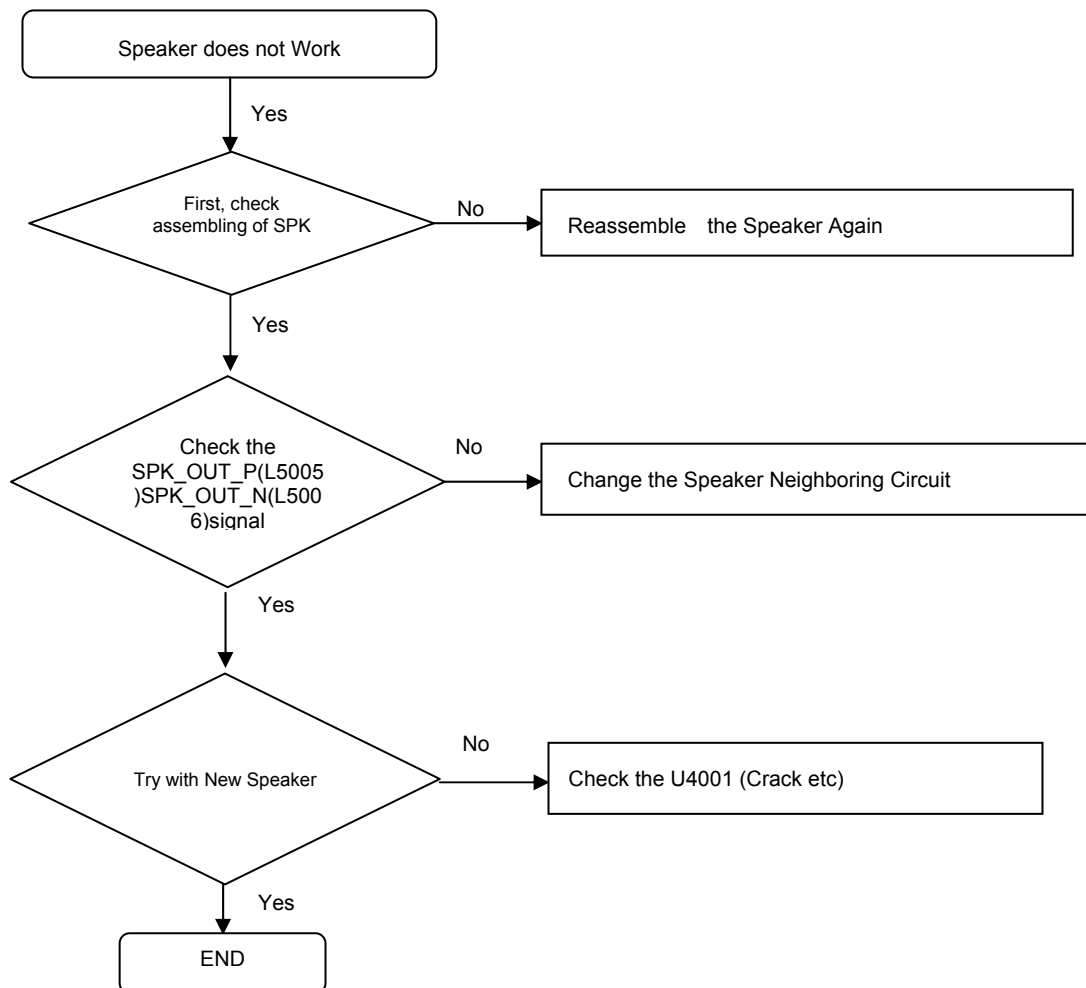 Speaker does not Work
Yes
First, check
assembling of SPK
No
Reassemble the Speaker Again
Yes
Check the
SPK_OUT_P(L5005
)SPK_OUT_N(L500
6)signal
No
Change the Speaker Neighboring Circuit
Yes
Try with New Speaker
No
Check the U4001 (Crack etc)
Yes
END